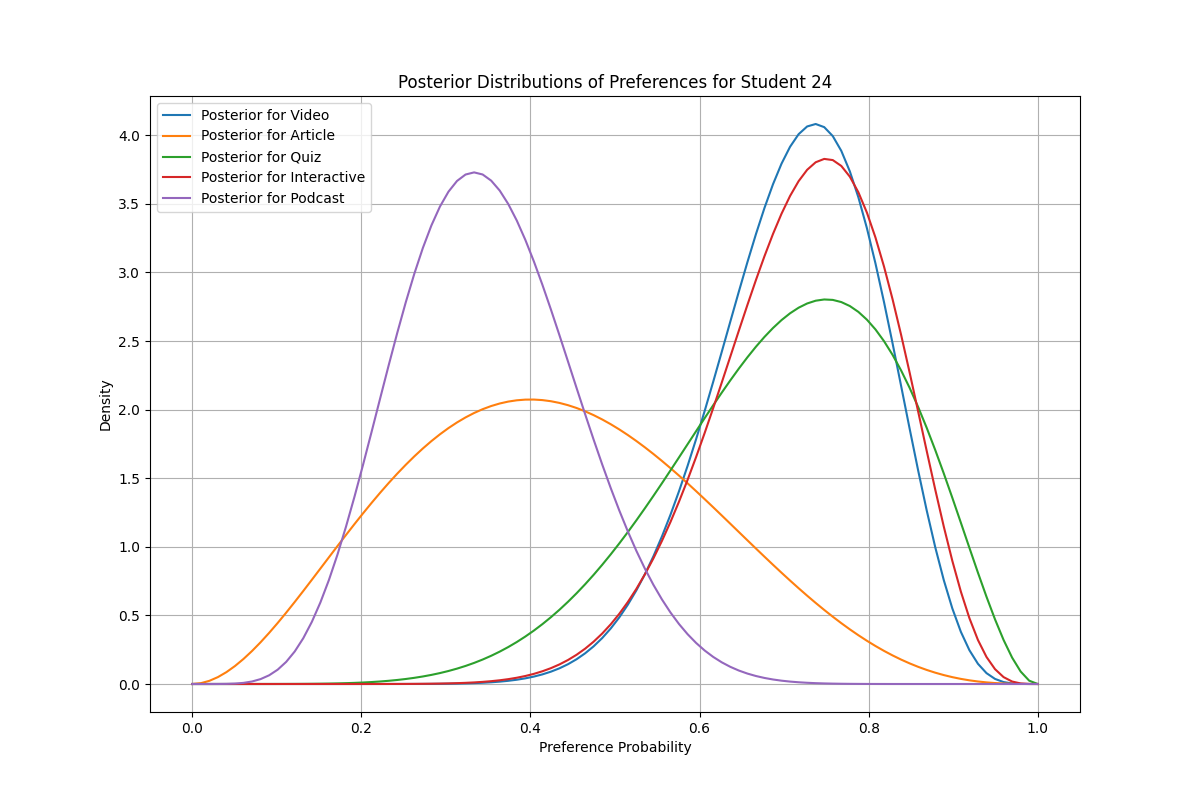 Posterior Distributions of Preferences for Student 24
Posterior for Video
Posterior for Article
Posterior for Quiz
Posterior for Interactive
Posterior for Podcast
Density
4.0
3.5
3.0
2.5
2.0
1.5
1.0
0.5
0.0
0.0 0.2 0.4 0.6 0.8 1.0
Preference Probability